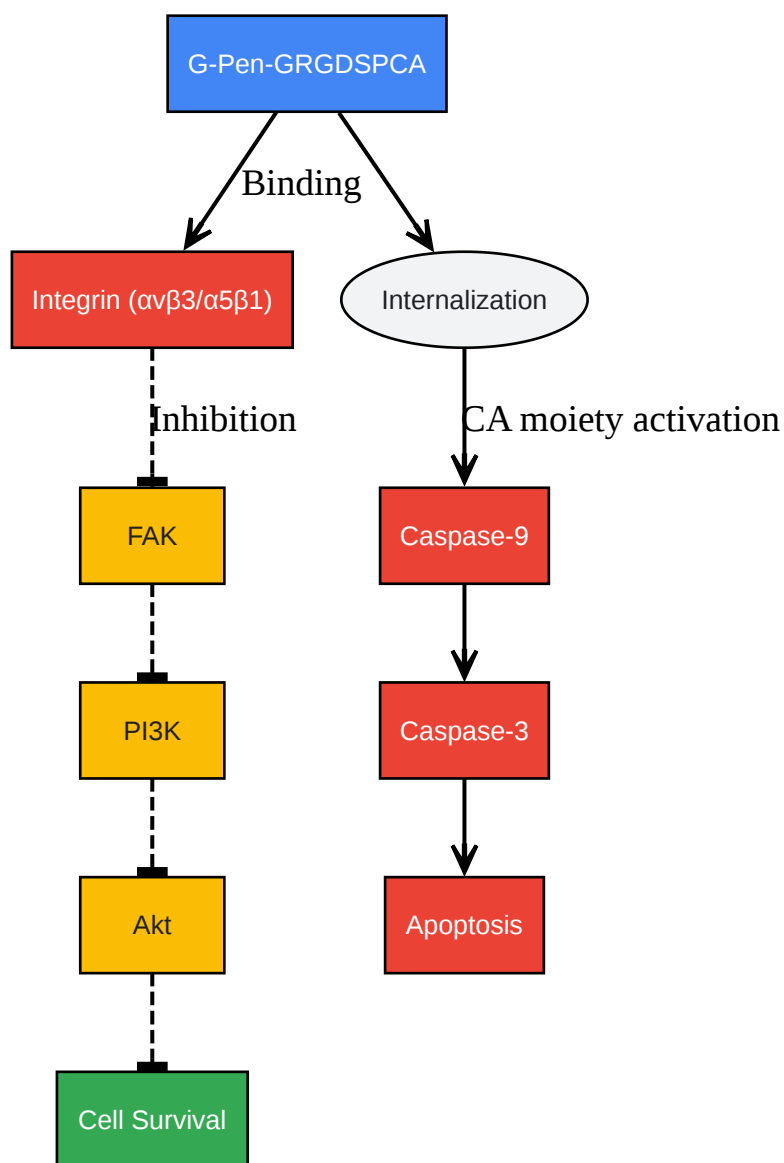 G-Pen-GRGDSPCA
Binding
Integrin (αvβ3/α5β1)
Internalization
Inhibition
CA moiety activation
FAK
Caspase-9
PI3K
Caspase-3
Akt
Apoptosis
Cell Survival